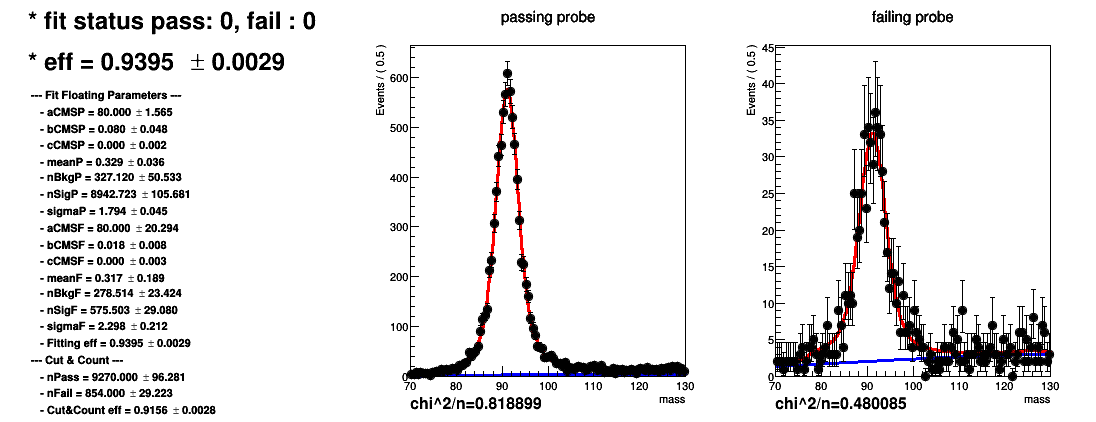 * fit status pass: 0, fail : 0
* eff = 0.9395 ± 0.0029
--- Fit Floating Parameters ---
- aCMSP = 80.000 ± 1.565
- bCMSP = 0.080 ± 0.048
- cCMSP = 0.000 ± 0.002
- meanP = 0.329 ± 0.036
- nBkgP = 327.120 ± 50.533
- nSigP = 8942.723 ± 105.681
- sigmaP = 1.794 ± 0.045
- aCMSF = 80.000 ± 20.294
- bCMSF = 0.018 ± 0.008
- cCMSF = 0.000 ± 0.003
- meanF = 0.317 ± 0.189
- nBkgF = 278.514 ± 23.424
- nSigF = 575.503 ± 29.080
- sigmaF = 2.298 ± 0.212
- Fitting eff = 0.9395 ± 0.0029
--- Cut & Count ---
- nPass = 9270.000 ± 96.281
- nFail = 854.000 ± 29.223
- Cut&Count eff = 0.9156 ± 0.0028
passing probe
Events / ( 0.5 )
600
500
400
300
200
100
0
70 80 90 100 110 120 130
mass
chi^2/n=0.818899
failing probe
Events / ( 0.5 )
45
40
35
30
25
20
15
10
5
0
70 80 90 100 110 120 130
mass
chi^2/n=0.480085